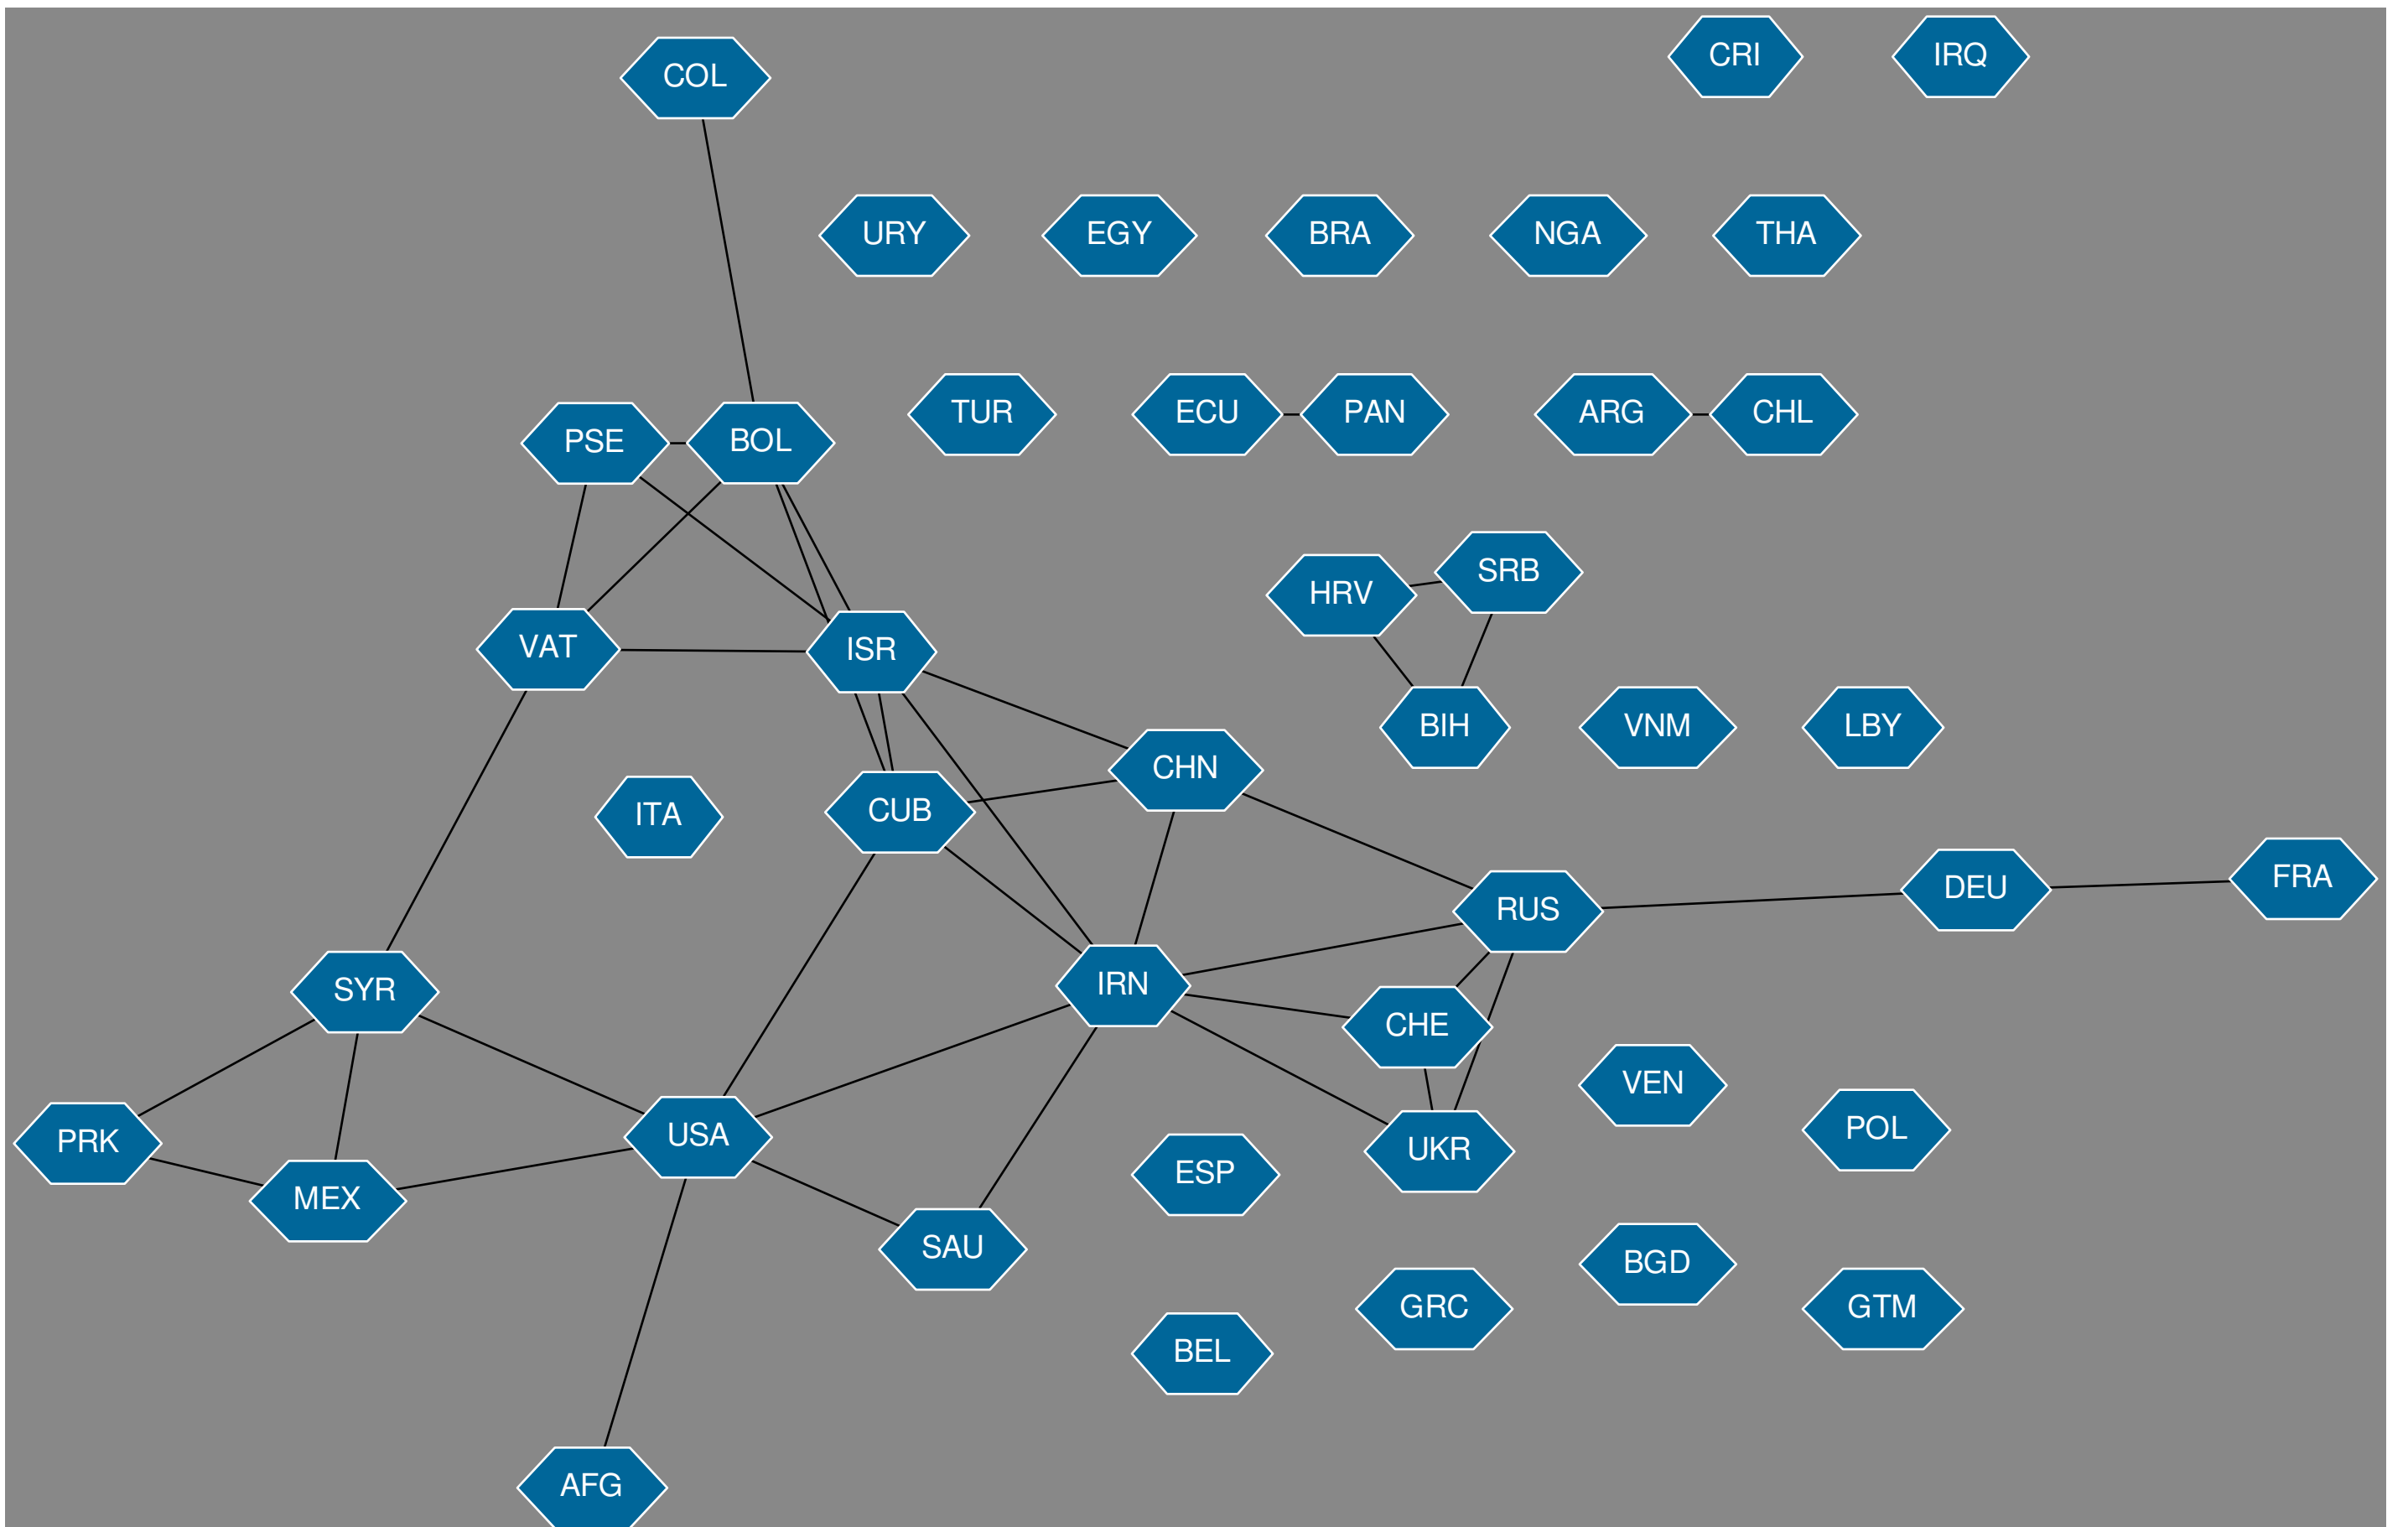 CRI
IRQ
COL
URY
EGY
BRA
NGA
THA
TUR
ECU
PAN
ARG
CHL
PSE
BOL
HRV
SRB
VAT
ISR
BIH
VNM
LBY
CHN
ITA
CUB
DEU
FRA
RUS
SYR
IRN
CHE
VEN
PRK
USA
POL
UKR
ESP
MEX
SAU
BGD
GRC
GTM
BEL
AFG